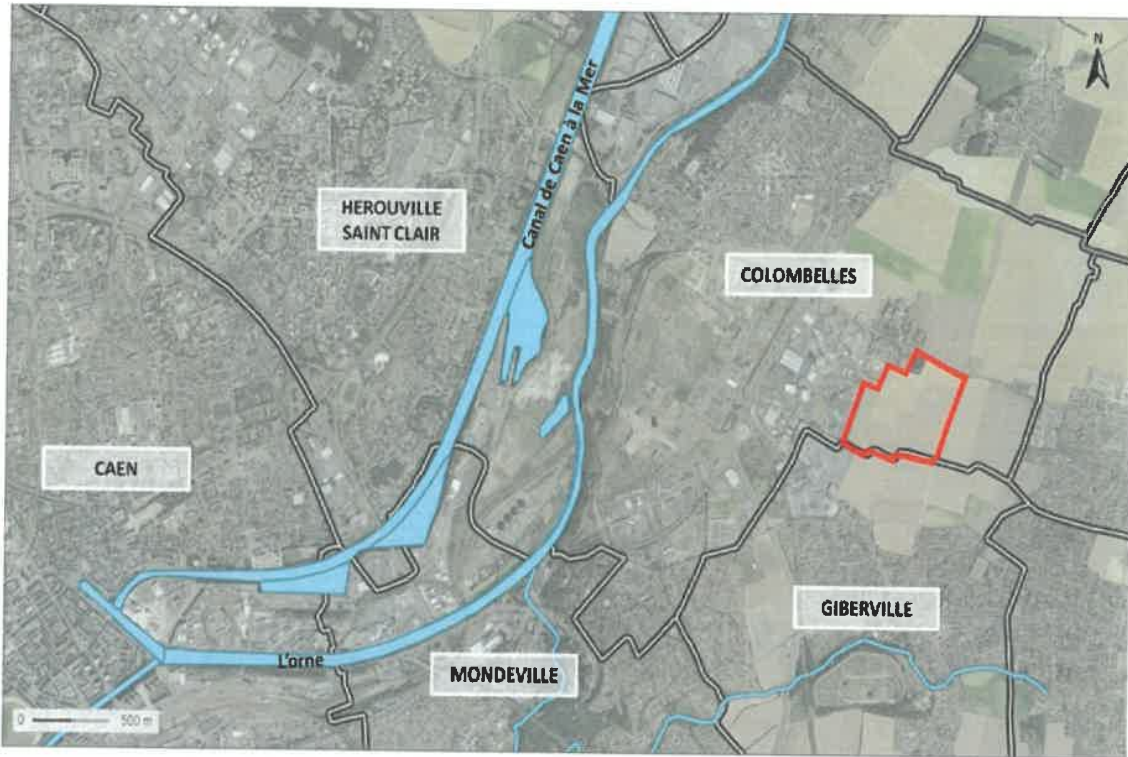 N
Canal de Caen à la Mer
HEROUVILLE
SAINT CLAIR
COLOMBELLES
CAEN
GIBERVILLE
L'orne
MONDEVILLE
0 500 m